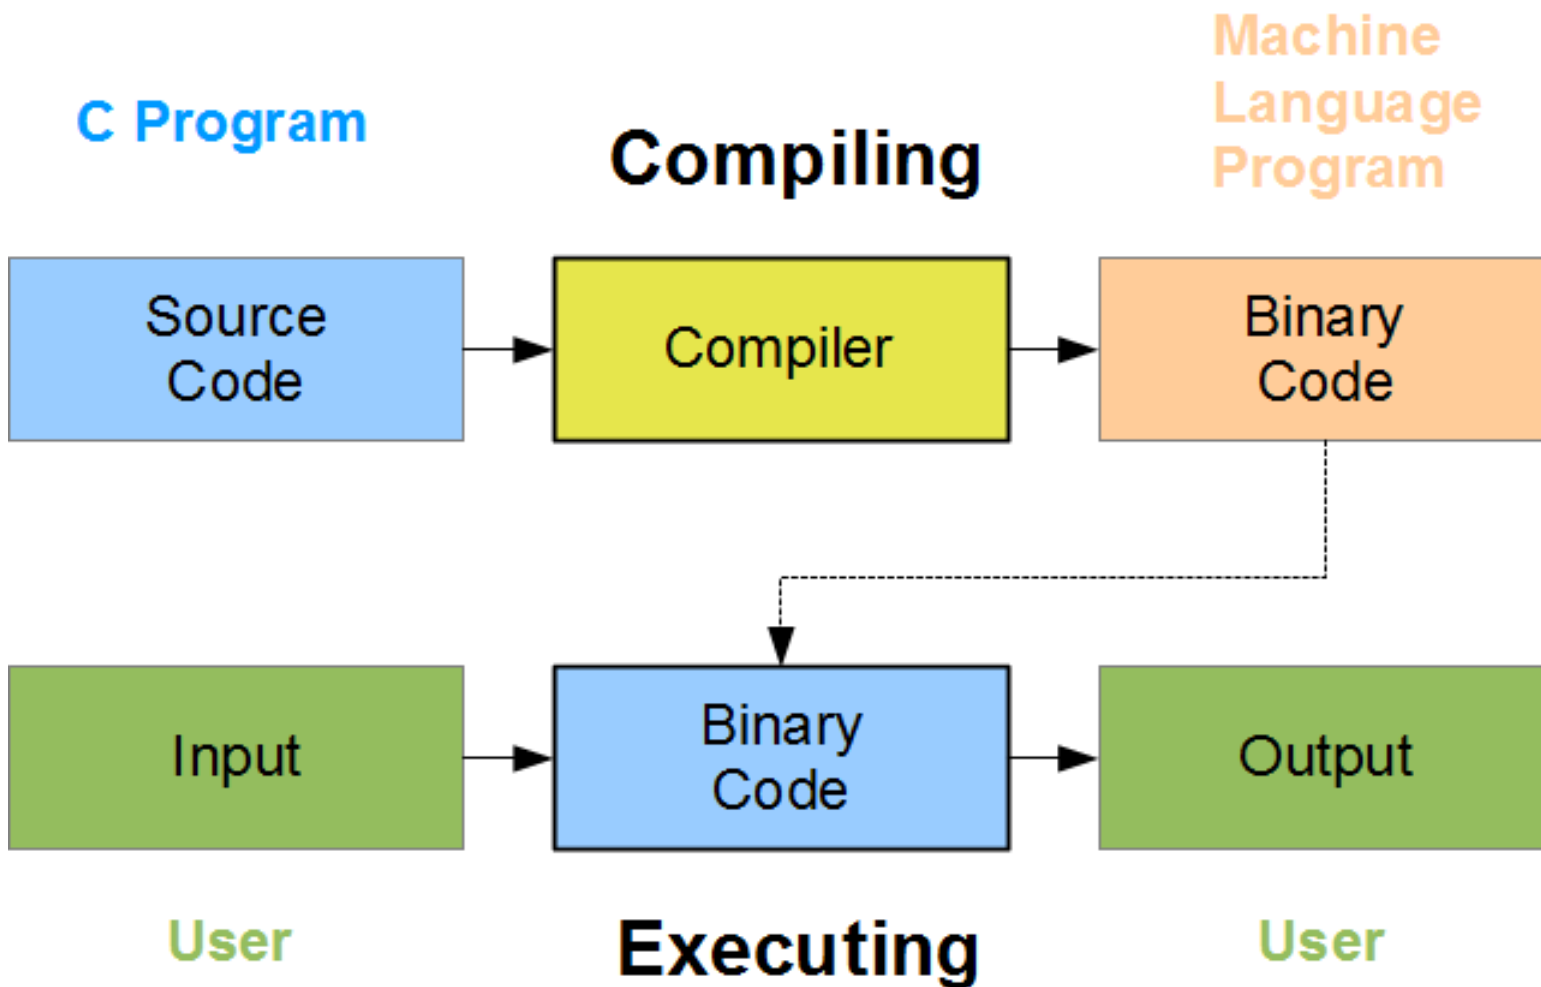 C Program
Compiling
Machine
Language
Program
Source
Code
Compiler
Binary
Code
Input
Binary
Code
Output
User
Executing
User